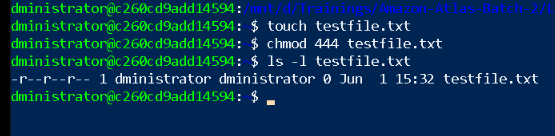 dministrator@c260cd9add14594:/mnt/d/Trainings/Amazon Atlas Batch 2/
dministrator@c260cd9add14594:~$ touch testfile.txt
dministrator@c260cd9add14594:~$ chmod 444 testfile.txt
dministrator@c260cd9add14594:~$ ls -l testfile.txt
-r--r--r-- 1 dministrator dministrator 0 Jun  1 15:32 testfile.txt
dministrator@c260cd9add14594:~$